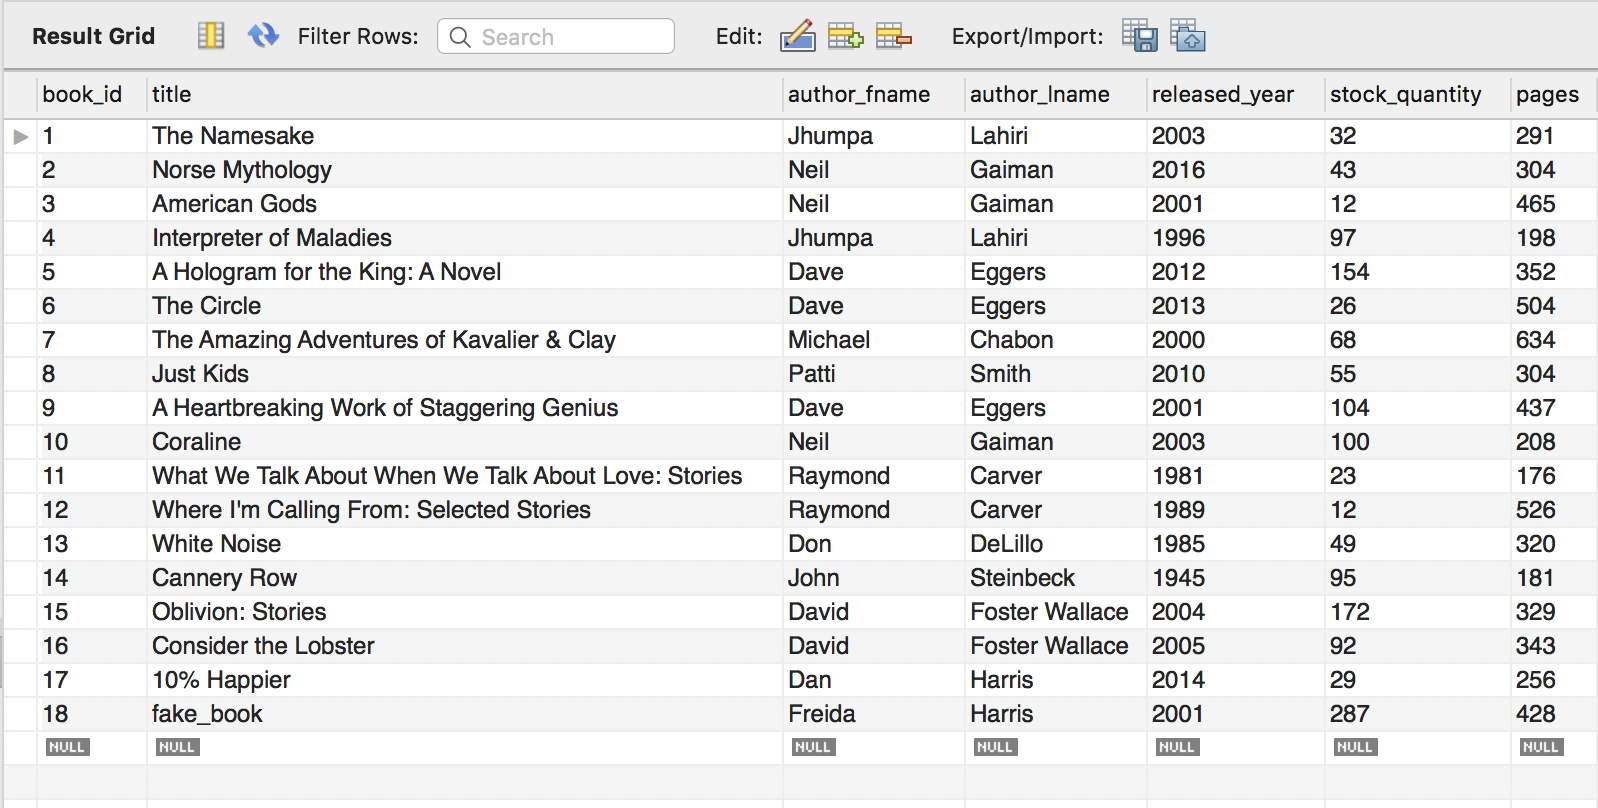 Result Grid Filter Rows: Search Edit: Export/Import:
book_id title author_fname author_lname released_year stock_quantity pages
1 The Namesake Jhumpa Lahiri 2003 32 291
2 Norse Mythology Neil Gaiman 2016 43 304
3 American Gods Neil Gaiman 2001 12 465
4 Interpreter of Maladies Jhumpa Lahiri 1996 97 198
5 A Hologram for the King: A Novel Dave Eggers 2012 154 352
6 The Circle Dave Eggers 2013 26 504
7 The Amazing Adventures of Kavalier & Clay Michael Chabon 2000 68 634
8 Just Kids Patti Smith 2010 55 304
9 A Heartbreaking Work of Staggering Genius Dave Eggers 2001 104 437
10 Coraline Neil Gaiman 2003 100 208
11 What We Talk About When We Talk About Love: Stories Raymond Carver 1981 23 176
12 Where I'm Calling From: Selected Stories Raymond Carver 1989 12 526
13 White Noise Don DeLillo 1985 49 320
14 Cannery Row John Steinbeck 1945 95 181
15 Oblivion: Stories David Foster Wallace 2004 172 329
16 Consider the Lobster David Foster Wallace 2005 92 343
17 10% Happier Dan Harris 2014 29 256
18 fake_book Freida Harris 2001 287 428
NULL NULL NULL NULL NULL NULL NULL